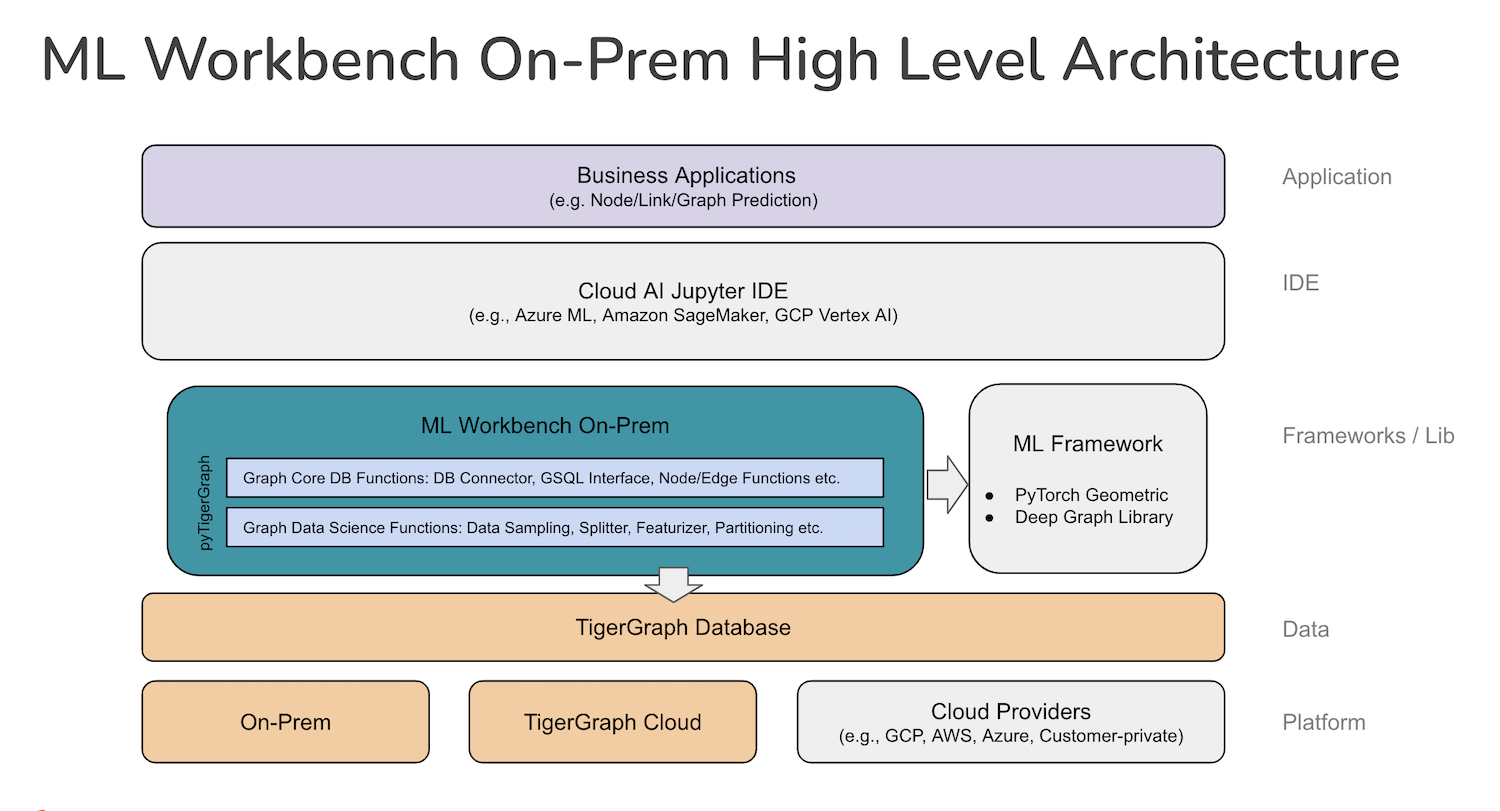 ML Workbench On-Prem High Level Architecture
Business Applications
(e.g. Node/Link/Graph Prediction)
Application
Cloud AI Jupyter IDE
(e.g., Azure ML, Amazon SageMaker, GCP Vertex AI)
IDE
ML Workbench On-Prem
pyTigerGraph
Graph Core DB Functions: DB Connector, GSQL Interface, Node/Edge Functions etc.
Graph Data Science Functions: Data Sampling, Splitter, Featurizer, Partitioning etc.
ML Framework
● PyTorch Geometric
● Deep Graph Library
Frameworks / Lib
TigerGraph Database
Data
On-Prem
TigerGraph Cloud
Cloud Providers
(e.g., GCP, AWS, Azure, Customer-private)
Platform